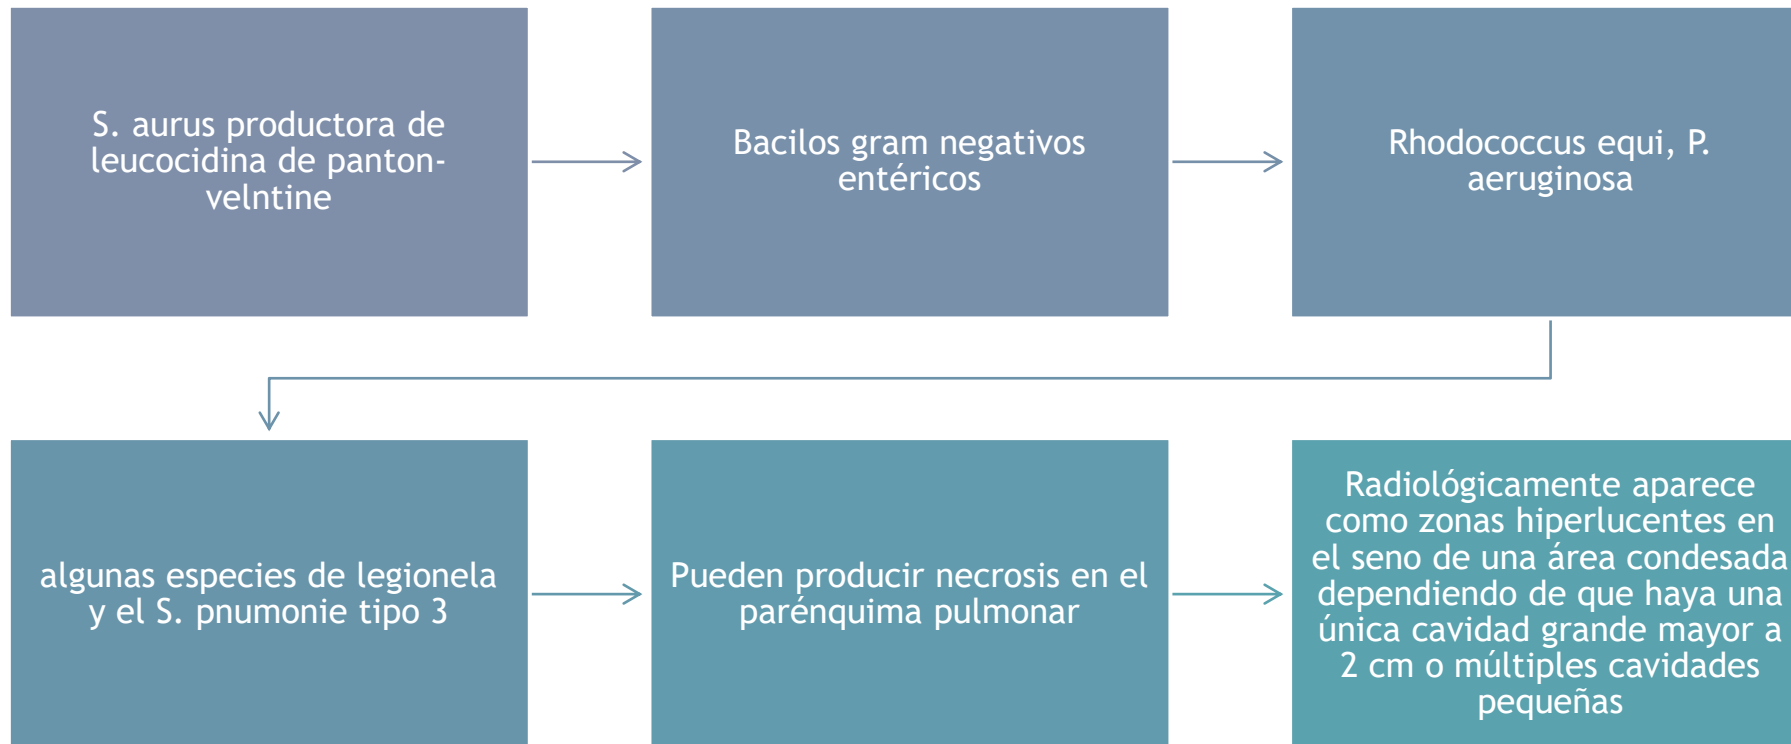 S. aurus productora de
leucocidina de panton-
velntine
Bacilos gram negativos
entéricos
Rhodococcus equi, P.
aeruginosa
algunas especies de legionela
y el S. pnumonie tipo 3
Pueden producir necrosis en el
parénquima pulmonar
Radiológicamente aparece
como zonas hiperlucentes en
el seno de una área condesada
dependiendo de que haya una
única cavidad grande mayor a
2 cm o múltiples cavidades
pequeñas